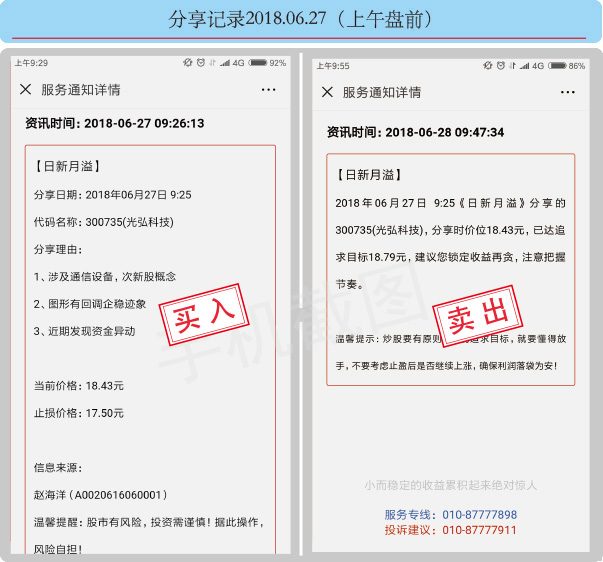 分享记录2018.06.27（上午盘前）
上午9:29
4G
92%
服务通知详情
资讯时间: 2018-06-27 09:26:13
【日新月溢】
分享日期: 2018年06月27日 9:25
代码名称: 300735(光弘科技)
分享理由:
1、涉及通信设备, 次新股概念
2、图形有回调企稳迹象
3、近期发现资金异动
买入
当前价格: 18.43元
止损价格: 17.50元
信息来源:
赵海洋 (A0020616060001)
温馨提醒: 股市有风险, 投资需谨慎! 据此操作,
风险自担!
上午9:55
4G
86%
服务通知详情
资讯时间: 2018-06-28 09:47:34
【日新月溢】
2018年06月27日 9:25《日新月溢》分享的
300735(光弘科技), 分享时价位18.43元, 已达追
求目标18.79元, 建议您锁定收益再贪, 注意把握
节奏。
卖出
温馨提示: 炒股要有原则
追求目标, 就要懂得放
手, 不要考虑止盈后是否继续上涨, 确保利润落袋为安!
小而稳定的收益累积起来绝对惊人
服务专线: 010-87777898
投诉建议: 010-87777911
手机截图